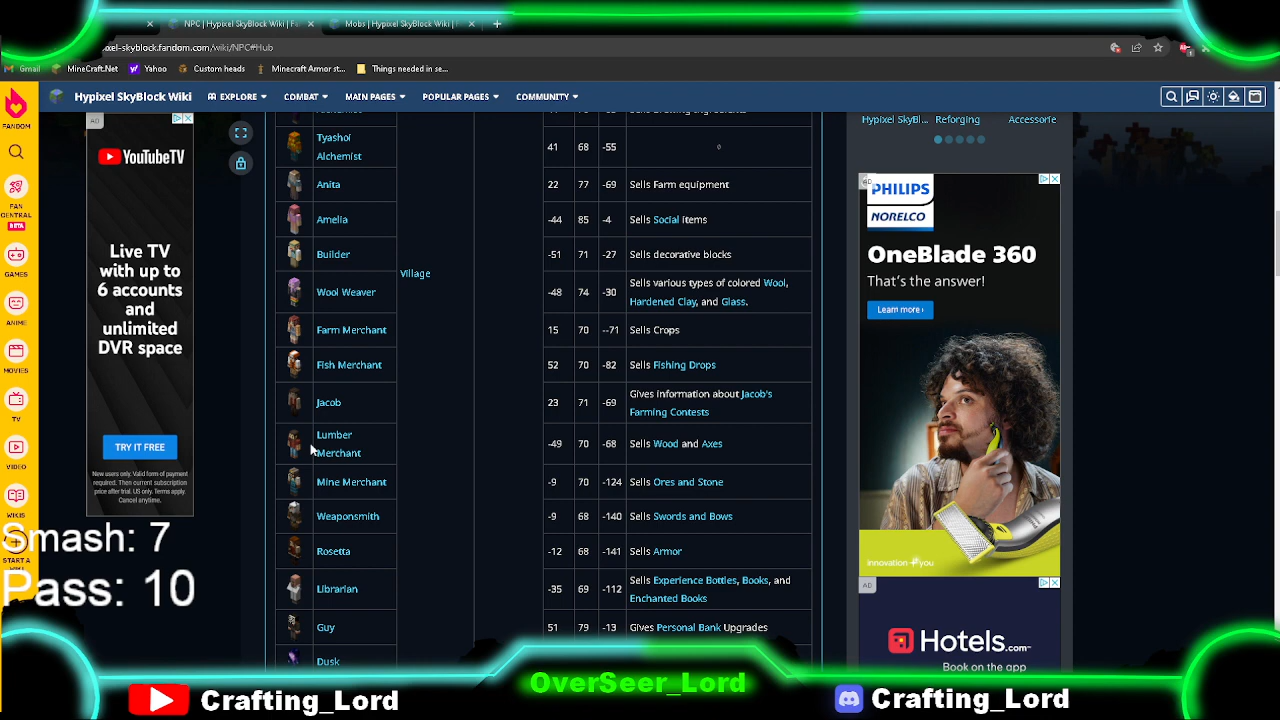 NPC | Hypixel SkyBlock Wiki | Fa
Mobs | Hypixel SkyBlock Wiki | F
pixel-skyblock.fandom.com/wiki/NPC#Hub
Gmail MineCraft.Net Yahoo Custom heads Minecraft Armor st... Things needed in se...
Hypixel SkyBlock Wiki EXPLORE COMBAT MAIN PAGES POPULAR PAGES COMMUNITY
FANDOM
FAN CENTRAL
BETA
GAMES
ANIME
MOVIES
TV
VIDEO
WIKIS
START A
AD
YouTubeTV
Live TV
with up to
6 accounts
and
unlimited
DVR space
TRY IT FREE
New users only. Valid form of payment
required. Then current subscription
price after trial. US only. Terms apply.
Cancel anytime.
Tyashoi Alchemist 41 68 -55
Anita 22 77 -69 Sells Farm equipment
Amelia -44 85 -4 Sells Social items
Builder -51 71 -27 Sells decorative blocks
Village
Wool Weaver -48 74 -30 Sells various types of colored Wool, Hardened Clay, and Glass.
Farm Merchant 15 70 --71 Sells Crops
Fish Merchant 52 70 -82 Sells Fishing Drops
Jacob 23 71 -69 Gives information about Jacob's Farming Contests
Lumber Merchant -49 70 -68 Sells Wood and Axes
Mine Merchant -9 70 -124 Sells Ores and Stone
Weaponsmith -9 68 -140 Sells Swords and Bows
Rosetta -12 68 -141 Sells Armor
Librarian -35 69 -112 Sells Experience Bottles, Books, and Enchanted Books
Guy 51 79 -13 Gives Personal Bank Upgrades
Dusk
Hypixel SkyBl... Reforging Accessorie
AD
PHILIPS
NORELCO
OneBlade 360
That's the answer!
Learn more ›
innovation you
AD
Hotels.com
Book on the app
Smash: 7
Pass: 10
Crafting_Lord
OverSeer_Lord
Crafting_Lord